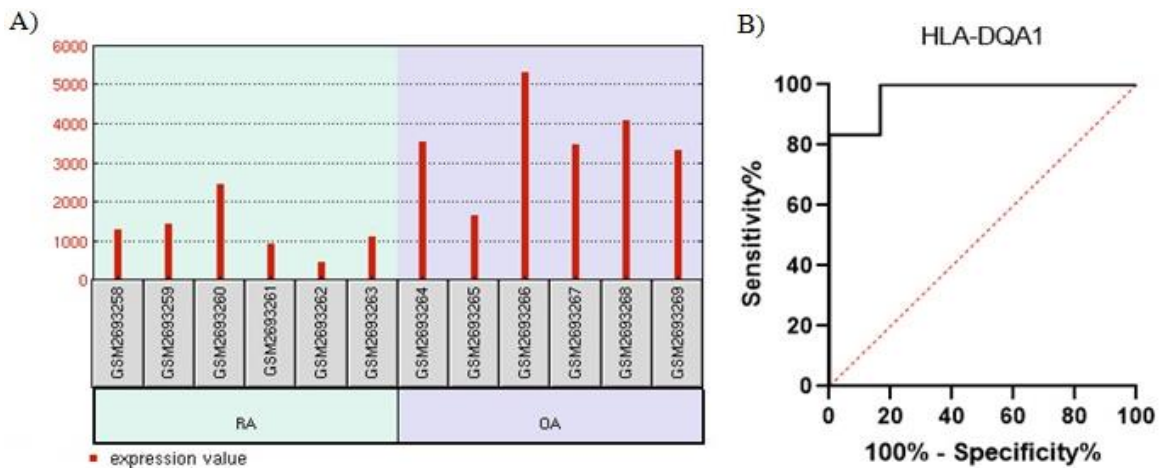 A)
6000
5000
4000
3000
2000
1000
0
GSM2693258
GSM2693259
GSM2693260
GSM2693261
GSM2693262
GSM2693263
GSM2693264
GSM2693265
GSM2693266
GSM2693267
GSM2693268
GSM2693269
RA
OA
expression value
B)
HLA-DQA1
Sensitivity%
100
80
60
40
20
0
0 20 40 60 80 100
100% - Specificity%